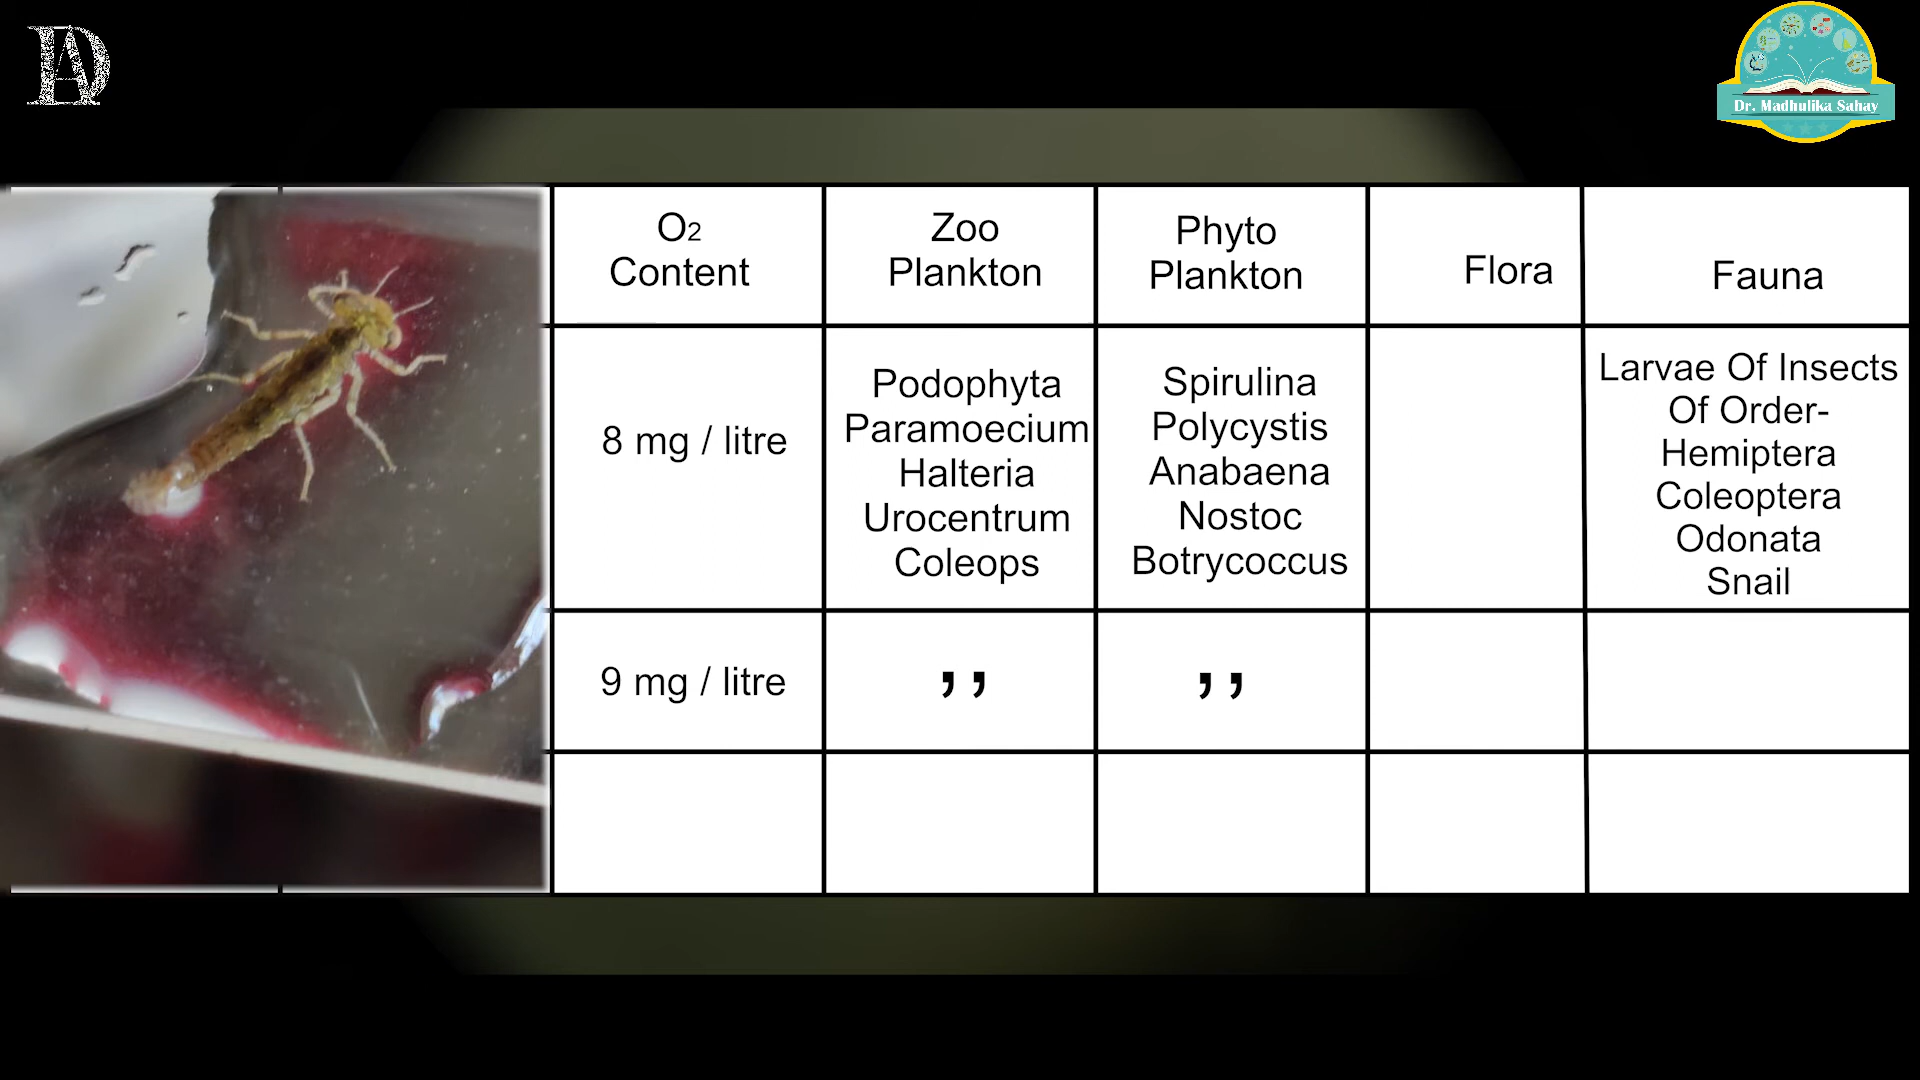 DA
Dr. Madhulika Sahay
O2
Content
Zoo
Plankton
Phyto
Plankton
Flora
Fauna
8 mg / litre
Podophyta
Paramoecium
Halteria
Urocentrum
Coleops
Spirulina
Polycystis
Anabaena
Nostoc
Botrycoccus
Larvae Of Insects
Of Order-
Hemiptera
Coleoptera
Odonata
Snail
9 mg / litre
,,
,,